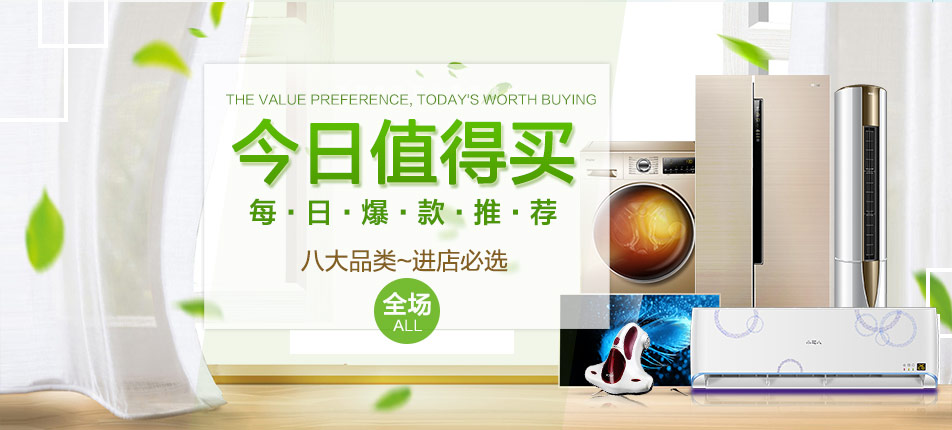 THE VALUE PREFERENCE, TODAY'S WORTH BUYING
今日值得买
每·日·爆·款·推·荐
八大品类~进店必选
全场
ALL